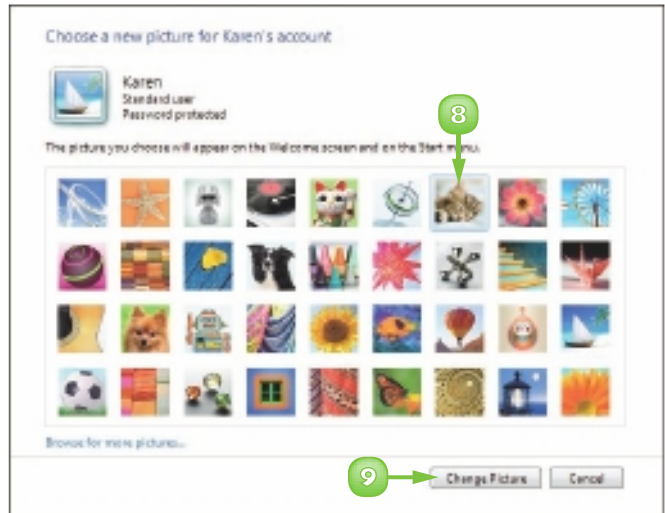 Choose a new picture for Karen's account
Karen
Standard user
Password protected
8
The picture you choose will appear on the Welcome screen and on the Start menu.
Browse for more pictures...
9
Change Picture
Cancel